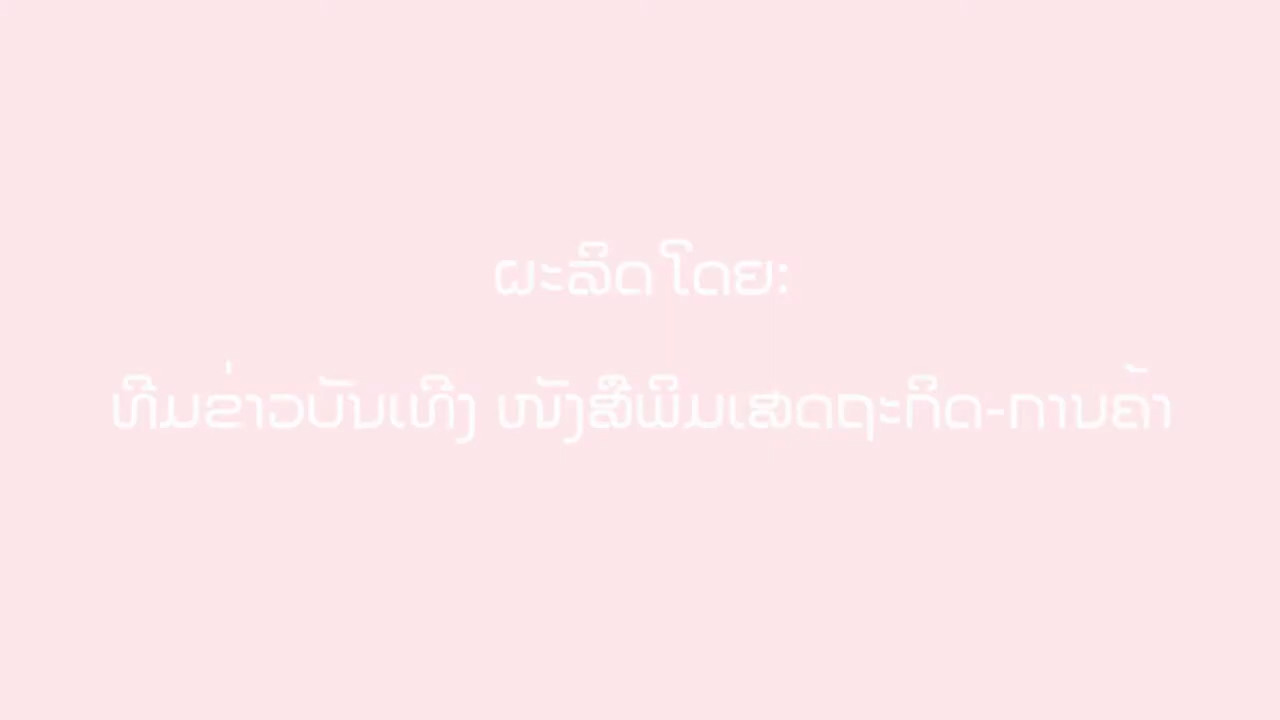 ຜະລິດ ໂດຍ:
ທີມຂ່າວບັນເທີງ ໜັງສືພິມເສດຖະກິດ-ການຄ້າ